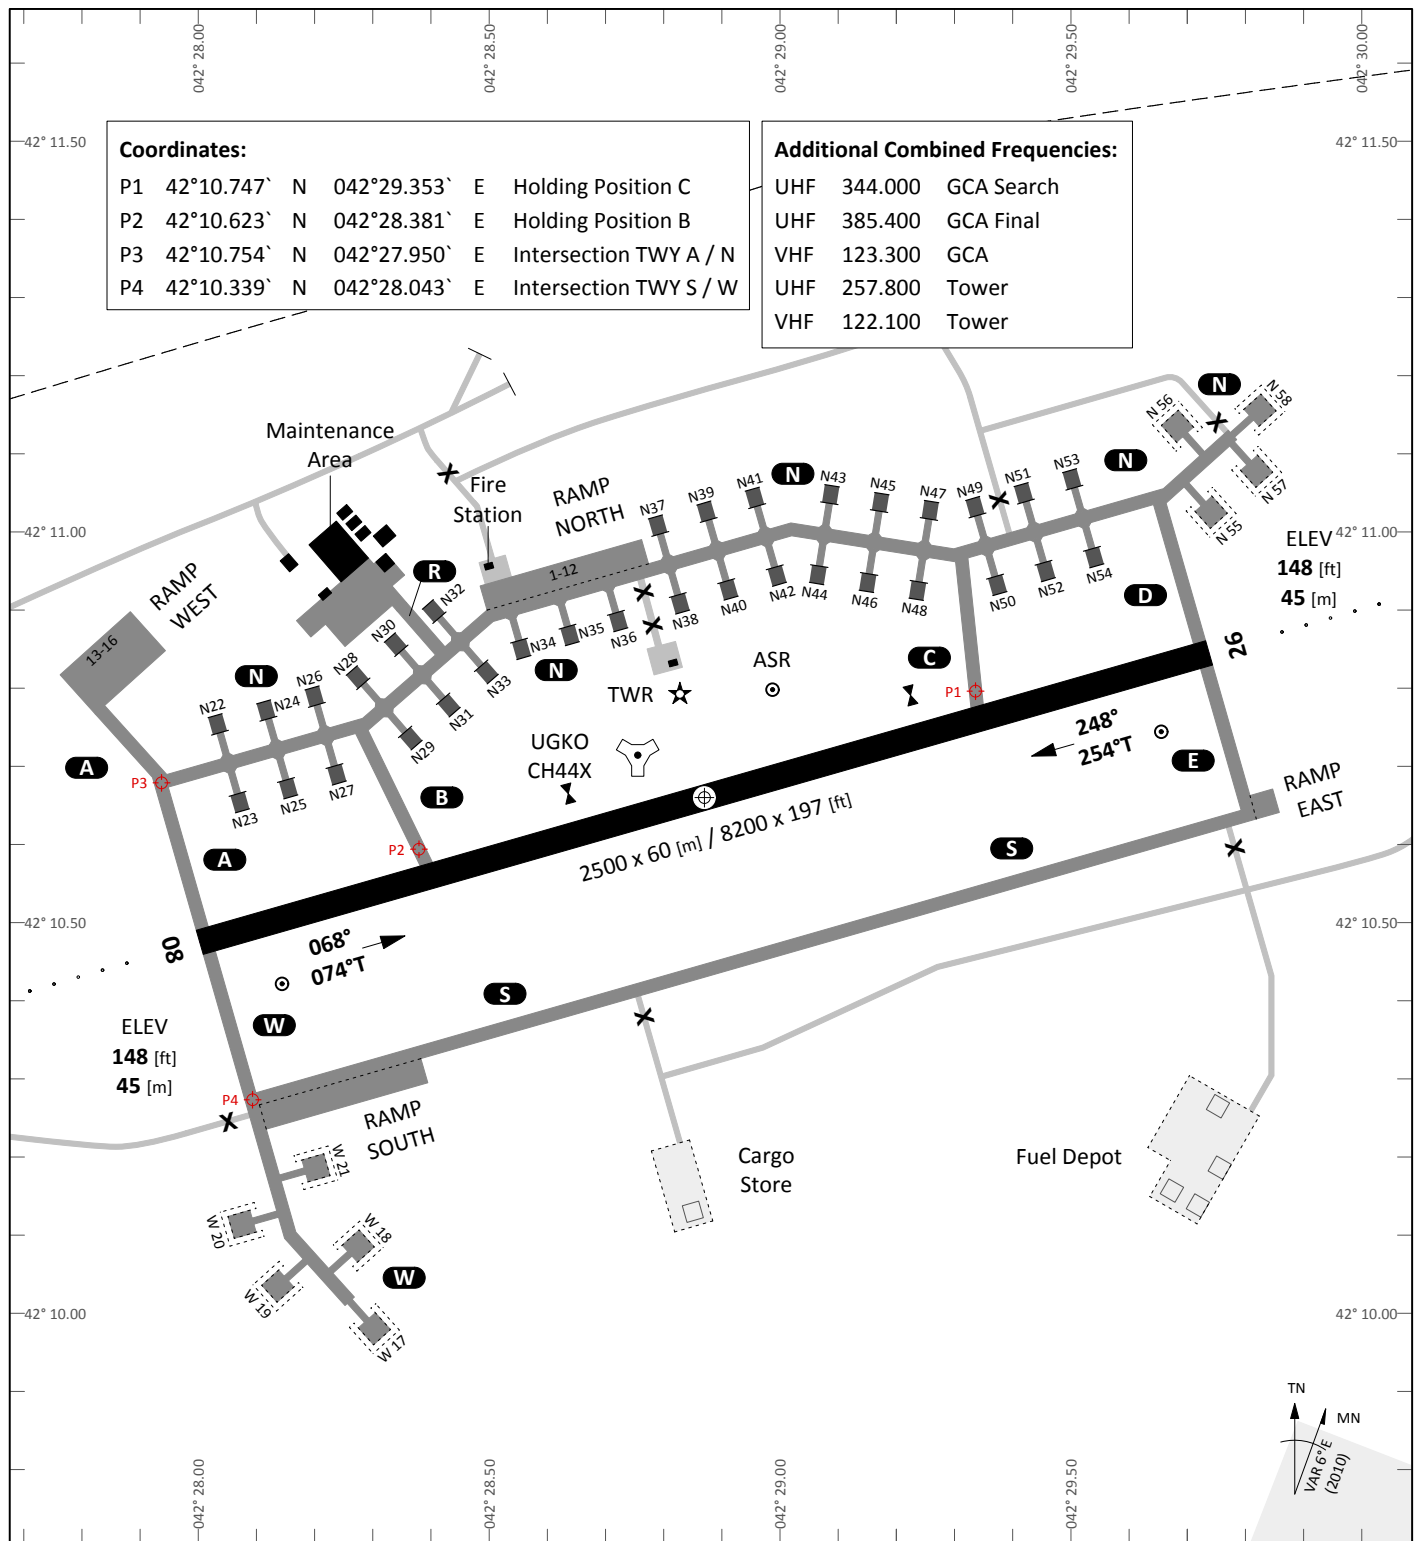 042° 28.00
042° 28.50
042° 29.00
042° 29.50
042° 30.00
42° 11.50
42° 11.50
Coordinates:
P1 42°10.747` N 042°29.353` E Holding Position C
P2 42°10.623` N 042°28.381` E Holding Position B
P3 42°10.754` N 042°27.950` E Intersection TWY A / N
P4 42°10.339` N 042°28.043` E Intersection TWY S / W
Additional Combined Frequencies:
UHF 344.000 GCA Search
UHF 385.400 GCA Final
VHF 123.300 GCA
UHF 257.800 Tower
VHF 122.100 Tower
Maintenance
Area
Fire
Station
RAMP
NORTH
1-12
RAMP
WEST
13-16
N
N 56
N 58
N 57
N 55
N
N
N53
N51
N49
N47
N45
N43
N41
N39
N37
42° 11.00
42° 11.00
ELEV
148 [ft]
45 [m]
R
N32
N30
N28
N26
N24
N22
N
N
N34
N35
N36
N38
N40
N42
N44
N46
N48
N50
N52
N54
D
26
N33
N31
N29
N27
N25
N23
TWR
ASR
C
P1
248°
254°T
E
RAMP
EAST
UGKO
CH44X
A
P3
B
P2
A
2500 x 60 [m] / 8200 x 197 [ft]
S
42° 10.50
42° 10.50
08
068°
074°T
S
W
ELEV
148 [ft]
45 [m]
P4
RAMP
SOUTH
W 21
W 20
W 18
W 19
W 17
W
Cargo
Store
Fuel Depot
42° 10.00
42° 10.00
TN
MN
VAR 6°E
(2010)
042° 28.00
042° 28.50
042° 29.00
042° 29.50